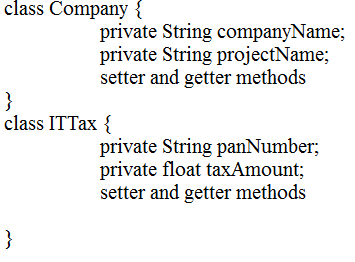 class Company {
private String companyName;
private String projectName;
setter and getter methods
}
class ITTax {
private String panNumber;
private float taxAmount;
setter and getter methods
}